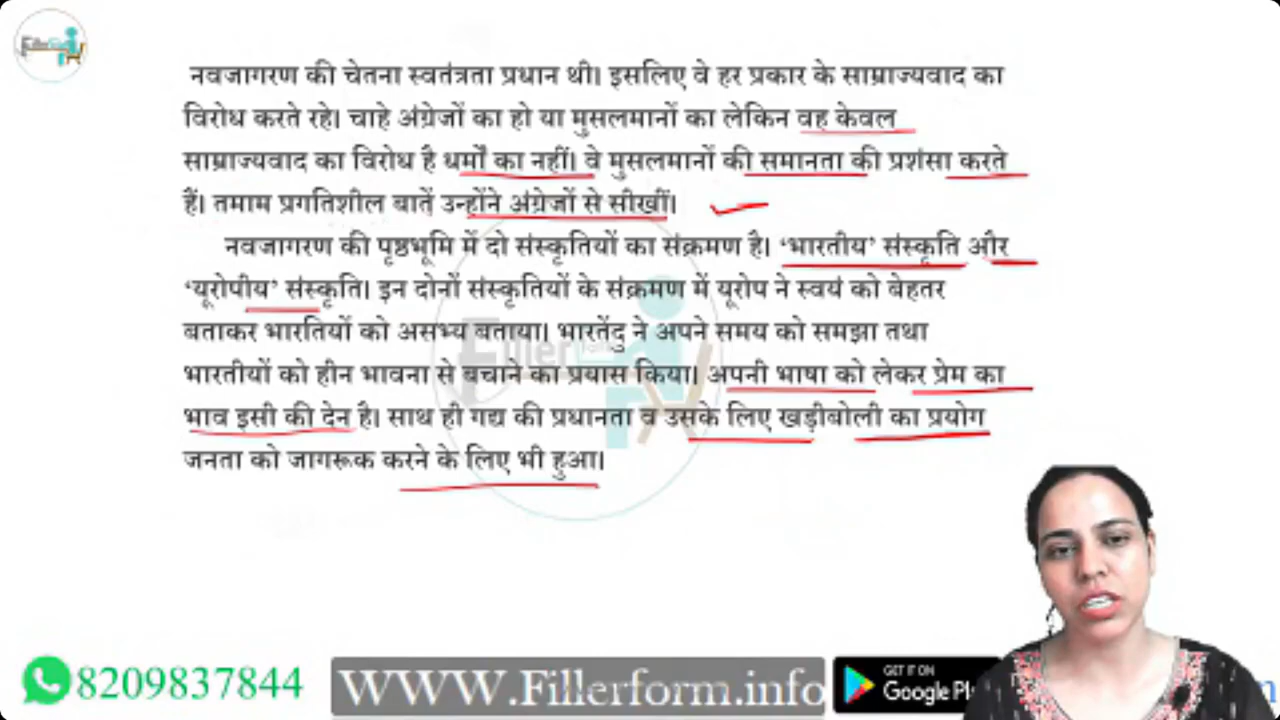 Fillerform
नवजागरण की चेतना स्वतंत्रता प्रधान थी। इसलिए वे हर प्रकार के साम्राज्यवाद का
विरोध करते रहे। चाहे अंग्रेजों का हो या मुसलमानों का लेकिन वह केवल
साम्राज्यवाद का विरोध है धर्मों का नहीं। वे मुसलमानों की समानता की प्रशंसा करते
हैं। तमाम प्रगतिशील बातें उन्होंने अंग्रेजों से सीखीं।
नवजागरण की पृष्ठभूमि में दो संस्कृतियों का संक्रमण है। ‘भारतीय’ संस्कृति और
‘यूरोपीय’ संस्कृति। इन दोनों संस्कृतियों के संक्रमण में यूरोप ने स्वयं को बेहतर
बताकर भारतियों को असभ्य बताया। भारतेंदु ने अपने समय को समझा तथा
भारतीयों को हीन भावना से बचाने का प्रयास किया। अपनी भाषा को लेकर प्रेम का
भाव इसी की देन है। साथ ही गद्य की प्रधानता व उसके लिए खड़ीबोली का प्रयोग
जनता को जागरूक करने के लिए भी हुआ।
Fillerform
8209837844
WWW.Fillerform.info
GET IT ON
Google Pl